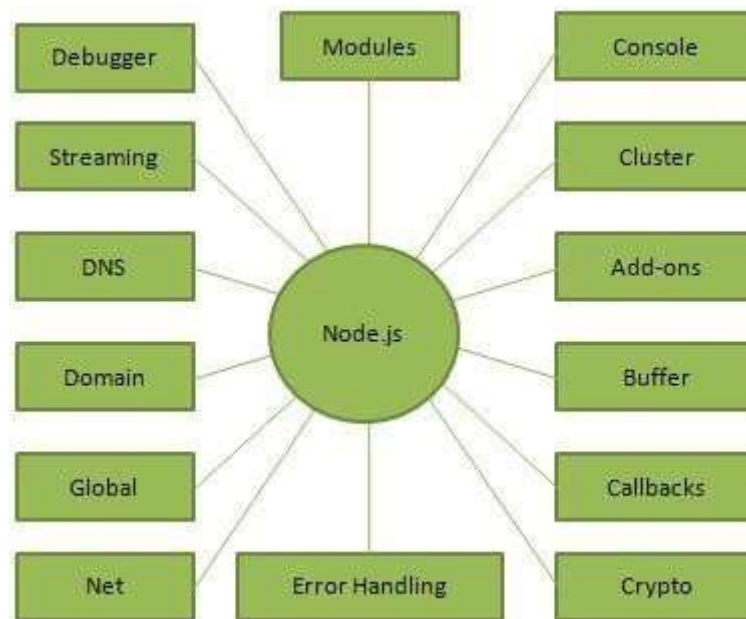 Debugger
Modules
Console
Streaming
Cluster
DNS
Add-ons
Node.js
Domain
Buffer
Global
Callbacks
Net
Error Handling
Crypto